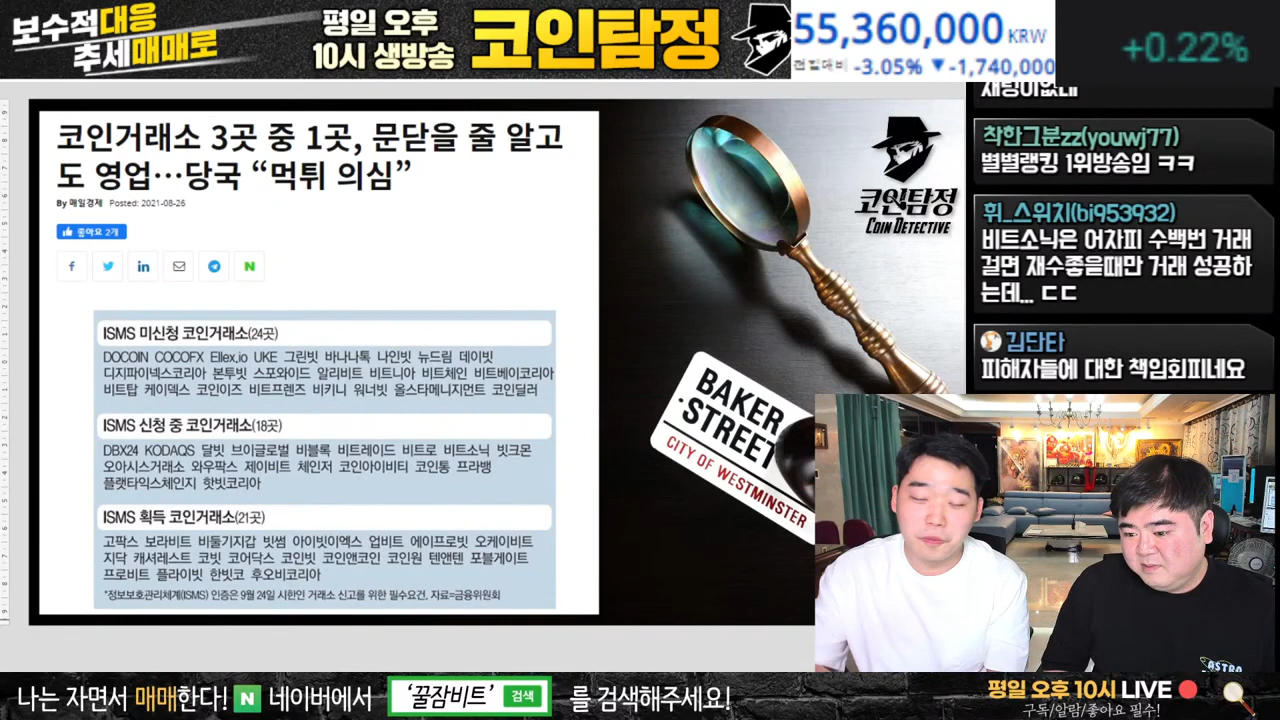 보수적대응
추세매매로
평일 오후
10시 생방송
코인탐정
55,360,000 KRW
전일대비 -3.05% ▼-1,740,000
+0.22%
코인거래소 3곳 중 1곳, 문닫을 줄 알고
도 영업…당국 “먹튀 의심”
By 매일경제 Posted: 2021-08-26
좋아요 2개
f
in
N
ISMS 미신청 코인거래소(24곳)
DOCOIN COCOFX Ellex,io UKE 그린빗 바나나톡 나인빗 뉴드림 데이빗
디지파이넥스코리아 본투빗 스포와이드 알리비트 비트니아 비트체인 비트베이코리아
비트탑 케이덱스 코인이즈 비트프렌즈 비키니 워너빗 올스타메니지먼트 코인딜러
ISMS 신청 중 코인거래소(18곳)
DBX24 KODAQS 달빗 브이글로벌 비블록 비트레이드 비트로 비트소닉 빗크몬
오아시스거래소 와우팍스 제이비트 체인저 코인아이비티 코인통 프라뱅
플랫타익스체인지 핫빗코리아
ISMS 획득 코인거래소(21곳)
고팍스 보라비트 비둘기지갑 빗썸 아이빗이엑스 업비트 에이프로빗 오케이비트
지닥 캐셔레스트 코빗 코어닥스 코인빗 코인앤코인 코인원 텐앤텐 포블게이트
프로비트 플라이빗 한빗코 후오비코리아
*정보보호관리체계(ISMS) 인증은 9월 24일 시한인 거래소 신고를 위한 필수요건, 자료=금융위원회
코인탐정
COIN DETECTIVE
BAKER
STREET
CITY OF WESTMINSTER
채팅이없네
착한그분zz(youwj77)
별별랭킹 1위방송임 ㅋㅋ
휘_스위치(bi953932)
비트소닉은 어차피 수백번 거래
걸면 재수좋을때만 거래 성공하
는데... ㄷㄷ
김단타
피해자들에 대한 책임회피네요
ASTRO
나는 자면서 매매한다! N 네이버에서 ‘꿀잠비트’ 검색 를 검색해주세요!
평일 오후 10시 LIVE
구독/알람/좋아요 필수!